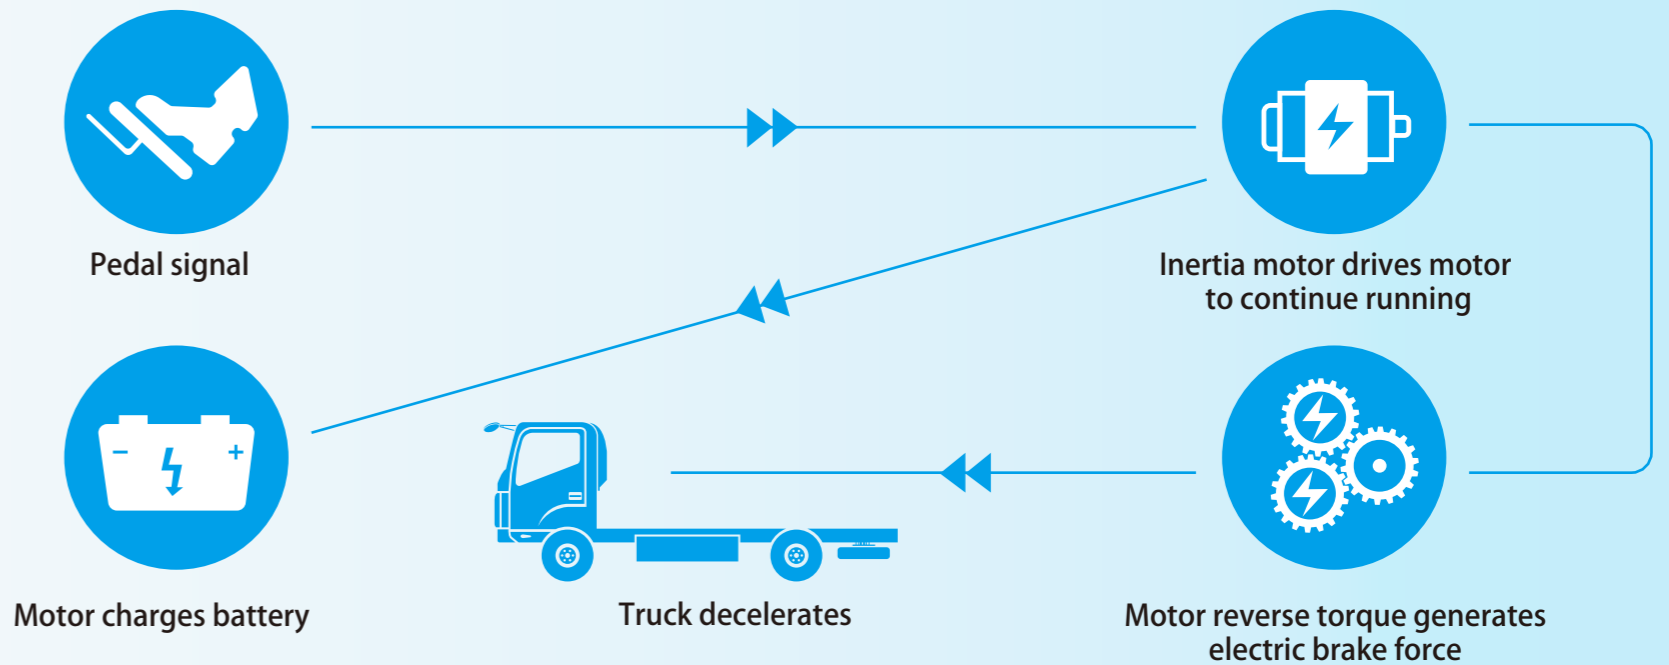 Pedal signal
Inertia motor drives motor
to continue running
Motor charges battery
Truck decelerates
Motor reverse torque generates
electric brake force